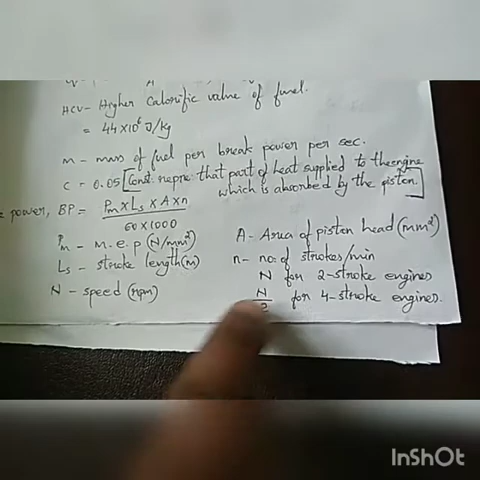 HCV - Higher Calorific value of fuel.
= 44 x 10⁶ J/kg
m - mass of fuel per break power per sec.
C = 0.05 [Const. repre. that part of heat supplied to the engine
which is absorbed by the piston.]
power, BP = Pm x Ls x A x n
60 x 1000
Pm - m.e.p (N/mm²)
Ls - stroke length (m)
N - speed (rpm)
A - Area of piston head (mm²)
n - no. of strokes/min
N for 2-stroke engines
N/2 for 4-stroke engines.
InShOt